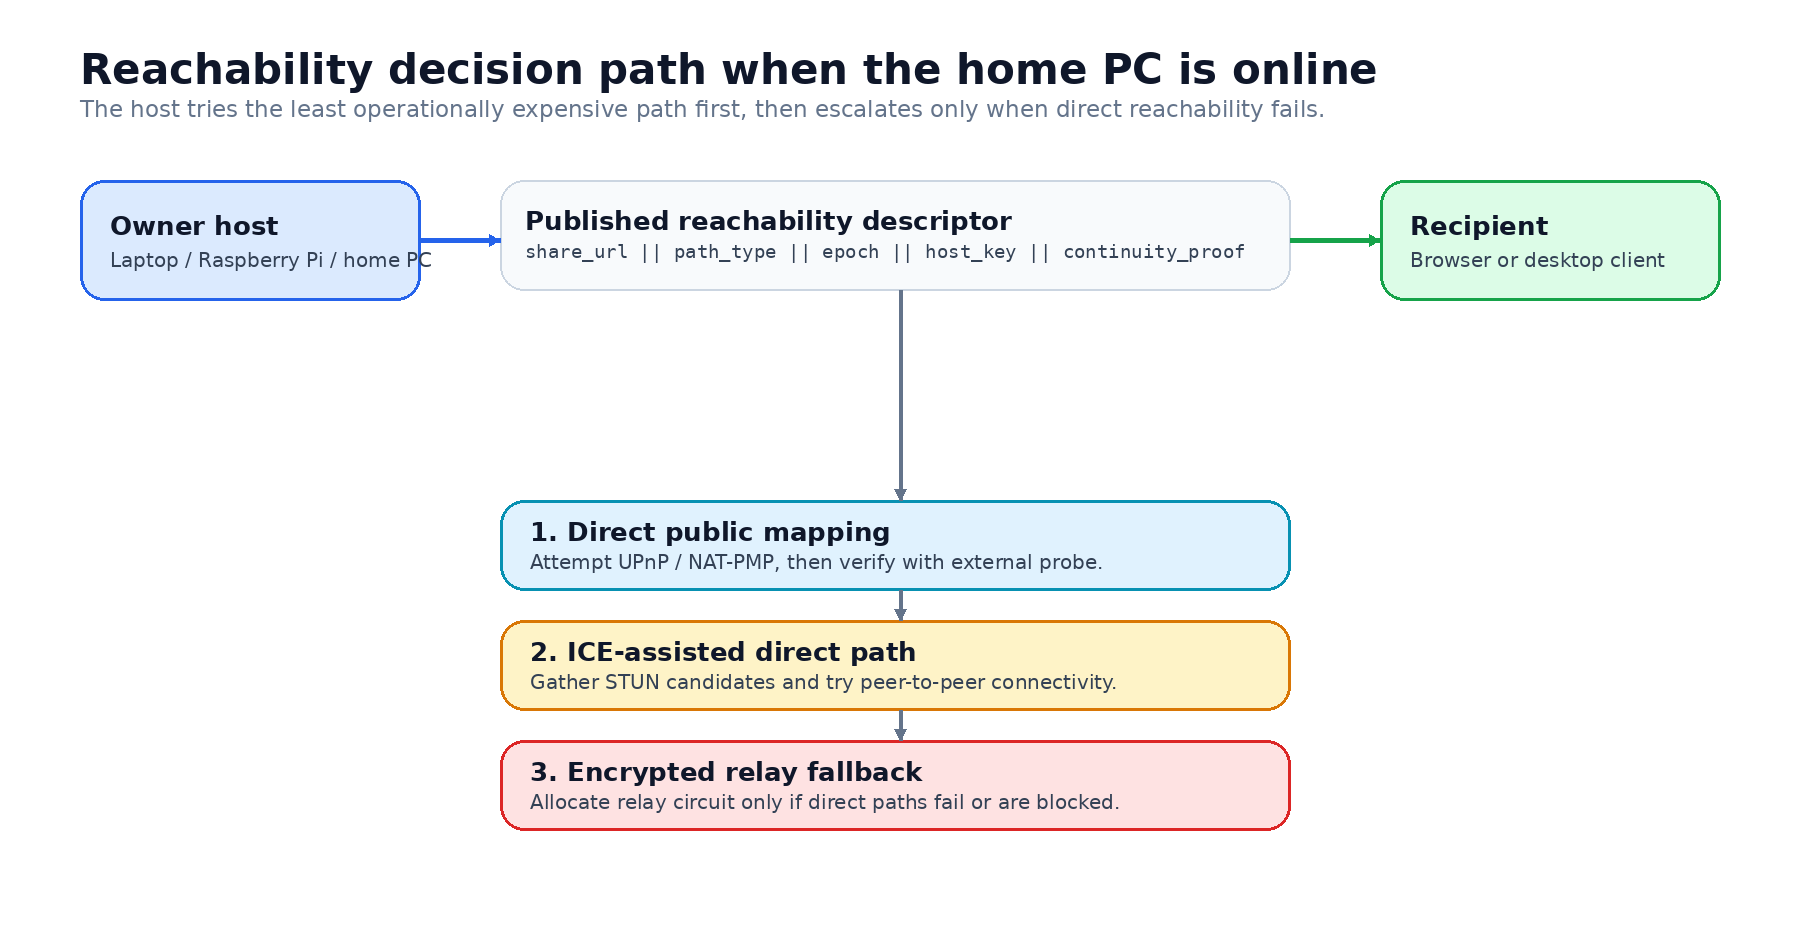 Reachability decision path when the home PC is online
The host tries the least operationally expensive path first, then escalates only when direct reachability fails.
Owner host
Laptop / Raspberry Pi / home PC
Published reachability descriptor
share_url || path_type || epoch || host_key || continuity_proof
Recipient
Browser or desktop client
1. Direct public mapping
Attempt UPnP / NAT-PMP, then verify with external probe.
2. ICE-assisted direct path
Gather STUN candidates and try peer-to-peer connectivity.
3. Encrypted relay fallback
Allocate relay circuit only if direct paths fail or are blocked.